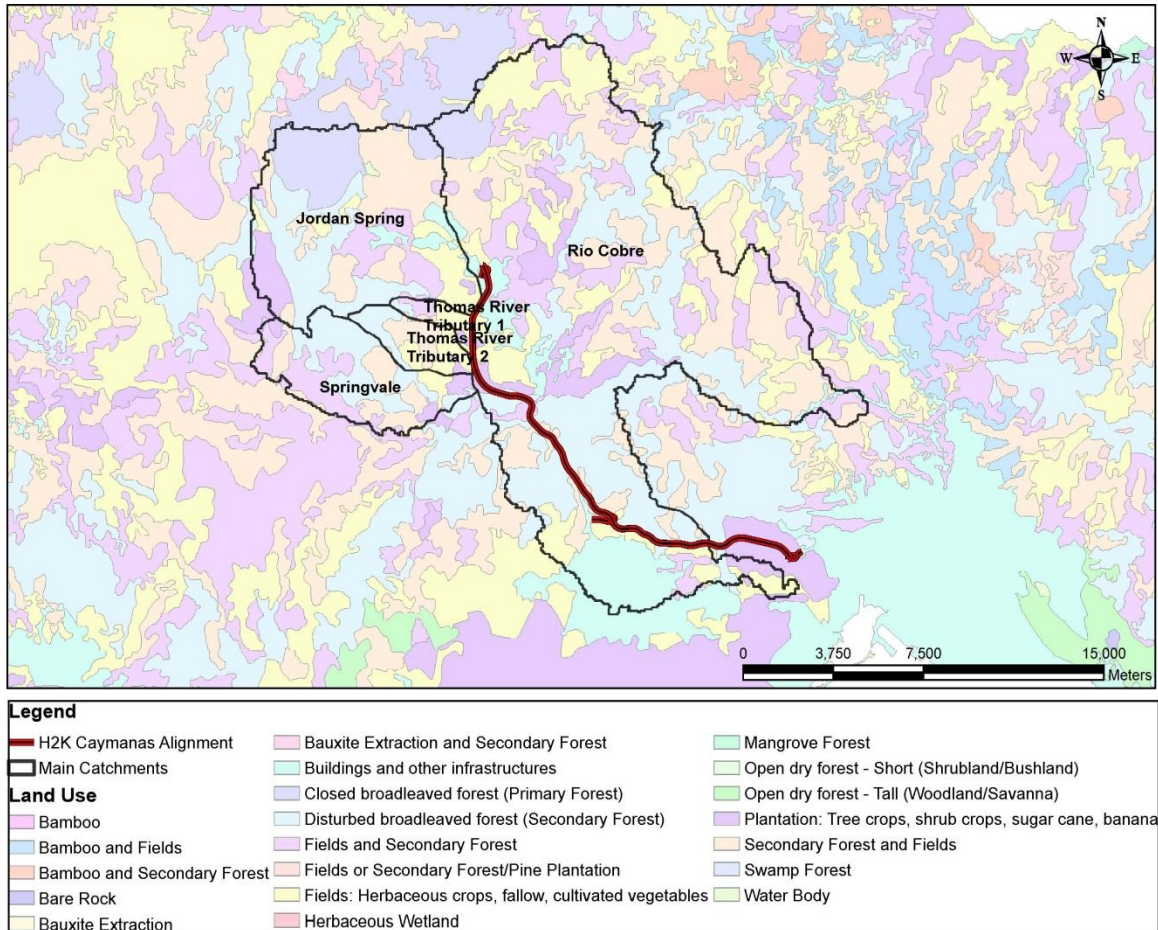 N
W E
S
Jordan Spring
Rio Cobre
Thomas River
Tributary 1
Thomas River
Tributary 2
Springvale
0 3,750 7,500 15,000
Meters
Legend
H2K Caymanas Alignment
Main Catchments
Land Use
Bamboo
Bamboo and Fields
Bamboo and Secondary Forest
Bare Rock
Bauxite Extraction
Bauxite Extraction and Secondary Forest
Buildings and other infrastructures
Closed broadleaved forest (Primary Forest)
Disturbed broadleaved forest (Secondary Forest)
Fields and Secondary Forest
Fields or Secondary Forest/Pine Plantation
Fields: Herbaceous crops, fallow, cultivated vegetables
Herbaceous Wetland
Mangrove Forest
Open dry forest - Short (Shrubland/Bushland)
Open dry forest - Tall (Woodland/Savanna)
Plantation: Tree crops, shrub crops, sugar cane, banana
Secondary Forest and Fields
Swamp Forest
Water Body